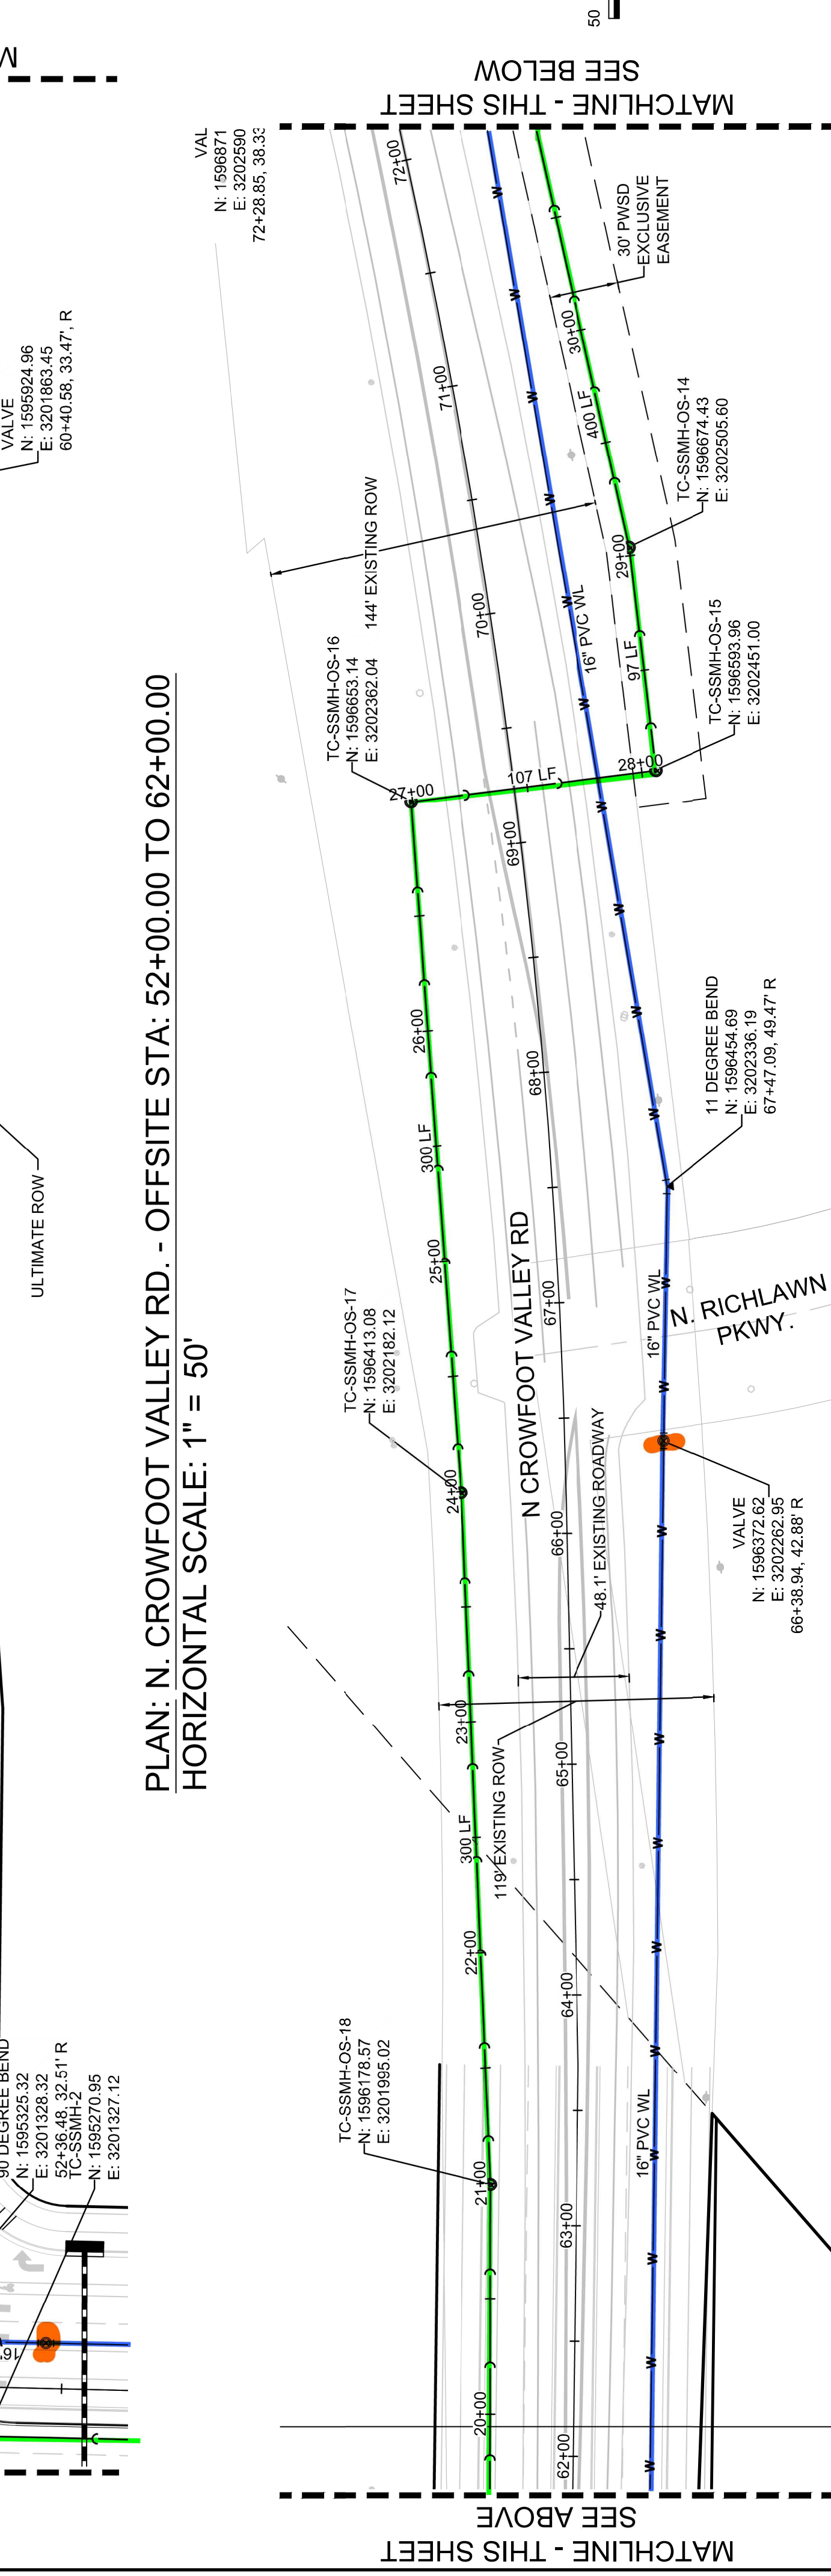 M
50
SEE BELOW
MATCHLINE - THIS SHEET
VAL
N: 1596871
E: 3202590
72+28.85, 38.33
VALVE
N: 1595924.96
E: 3201863.45
60+40.58, 33.47', R
ULTIMATE ROW
90 DEGREE BEND
N: 1595325.32
E: 3201328.32
52+36.48, 32.51' R
TC-SSMH-2
N: 1595270.95
E: 3201327.12
16"
PLAN: N. CROWFOOT VALLEY RD. - OFFSITE STA: 52+00.00 TO 62+00.00
HORIZONTAL SCALE: 1" = 50'
72+00
71+00
70+00
69+00
68+00
67+00
66+00
65+00
64+00
63+00
62+00
30' PWSD
EXCLUSIVE
EASEMENT
30+00
400 LF
TC-SSMH-OS-14
N: 1596674.43
E: 3202505.60
29+00
144' EXISTING ROW
97 LF
16" PVC WL
TC-SSMH-OS-15
N: 1596593.96
E: 3202451.00
28+00
107 LF
27+00
TC-SSMH-OS-16
N: 1596653.14
E: 3202362.04
26+00
300 LF
25+00
11 DEGREE BEND
N: 1596454.69
E: 3202336.19
67+47.09, 49.47' R
N CROWFOOT VALLEY RD
16" PVC WL
N. RICHLAWN
PKWY.
TC-SSMH-OS-17
N: 1596413.08
E: 3202182.12
24+00
48.1' EXISTING ROADWAY
VALVE
N: 1596372.62
E: 3202262.95
66+38.94, 42.88' R
23+00
119' EXISTING ROW
300 LF
22+00
TC-SSMH-OS-18
N: 1596178.57
E: 3201995.02
21+00
16" PVC WL
20+00
W W W W W W W W W W W W W W W W W W W W W W W
SEE ABOVE
MATCHLINE - THIS SHEET